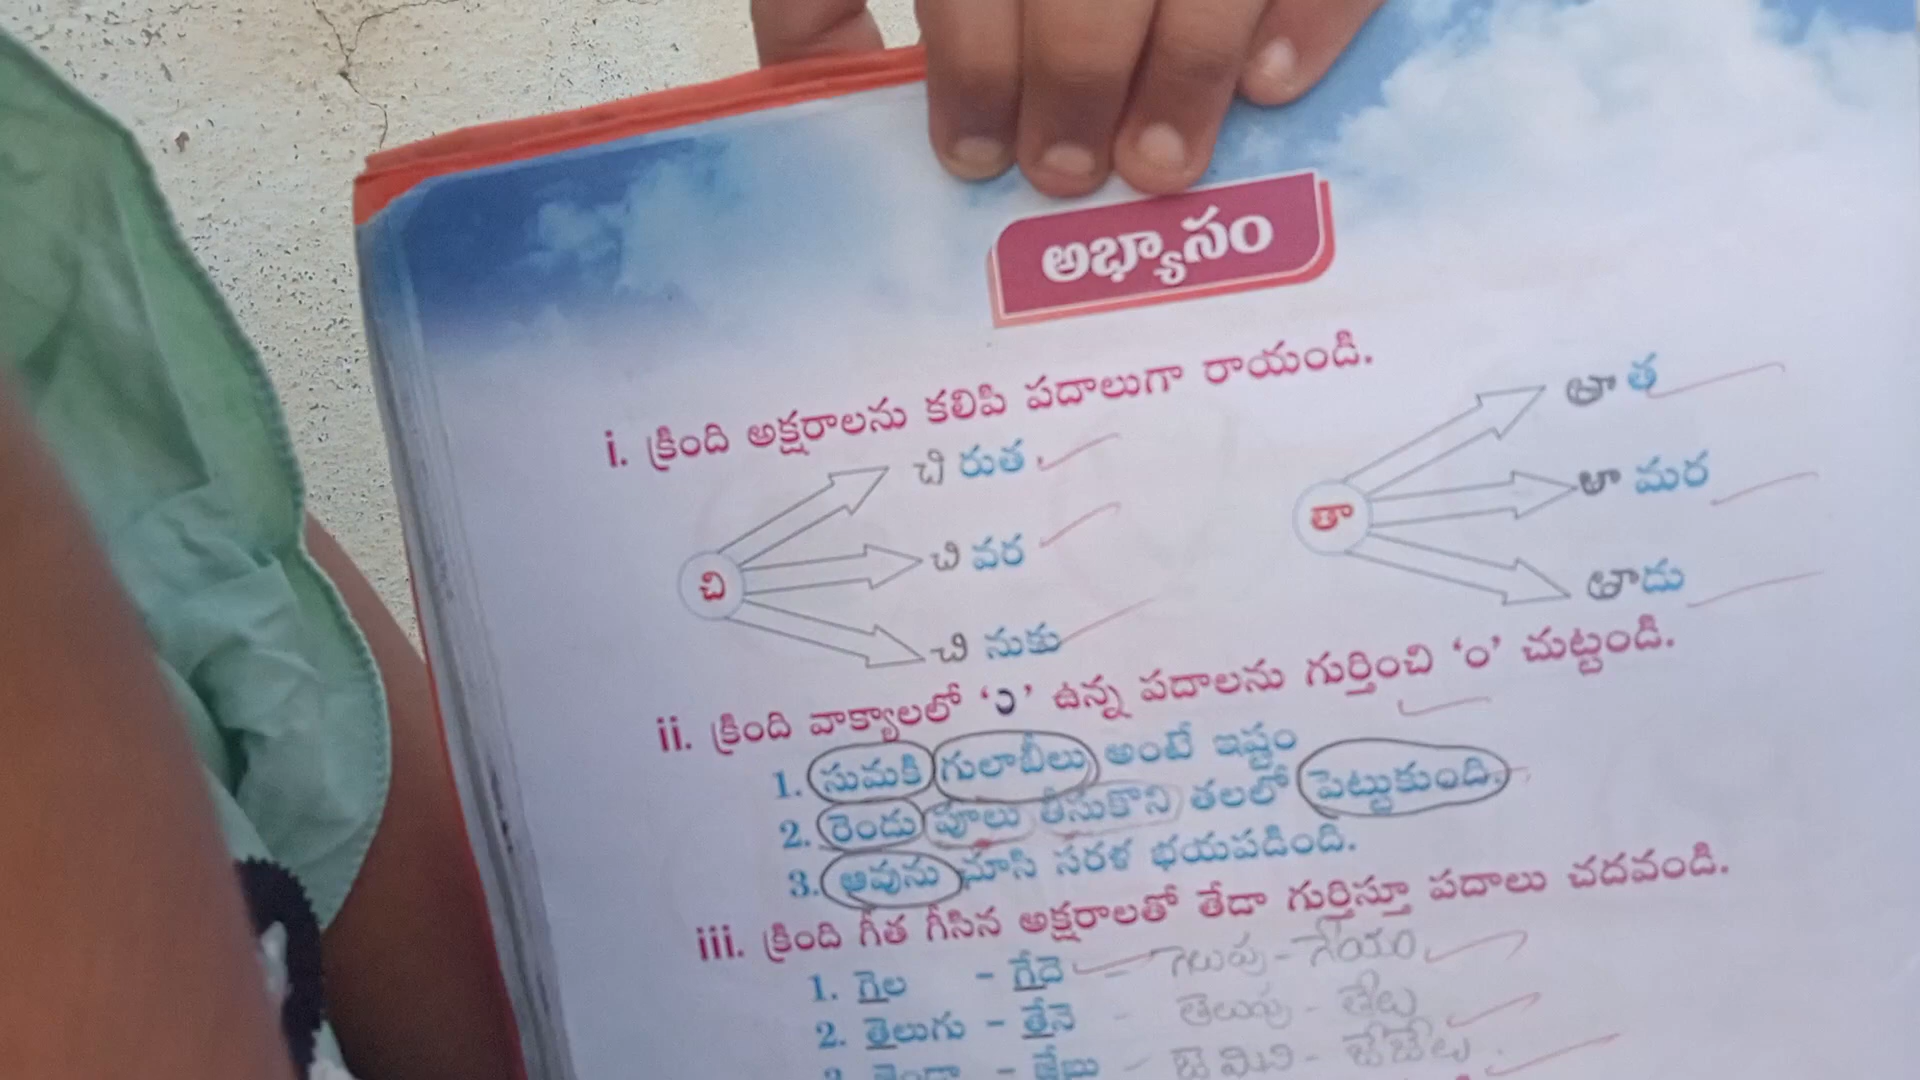 అభ్యాసం
i. క్రింది అక్షరాలను కలిపి పదాలుగా రాయండి.
చి
చి రుత
చి వర
చి నుకు
తా
తా త
తా మర
తాడు
ii. క్రింది వాక్యాలలో ‘ు’ ఉన్న పదాలను గుర్తించి ‘ం’ చుట్టండి.
1. సుమకి గులాబీలు అంటే ఇష్టం
2. రెండు పూలు తీసుకొని తలలో పెట్టుకుంది.
3. ఆవును చూసి సరళ భయపడింది.
iii. క్రింది గీత గీసిన అక్షరాలతో తేడా గుర్తిస్తూ పదాలు చదవండి.
1. గెల - గేదె - గెలుపు - గేయం
2. తెలుగు - తేనె - తెలుపు - తేలు
- జేబు -